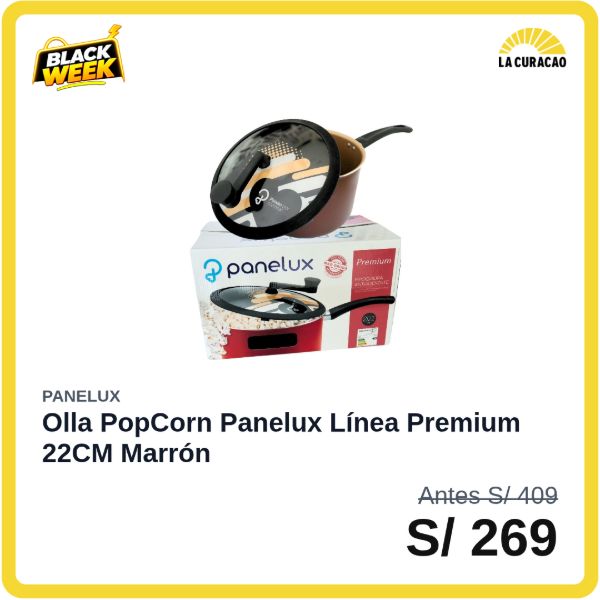 BLACK
WEEK
LA CURACAO
panelux
Premium
PANELUX
Olla PopCorn Panelux Línea Premium
22CM Marrón
Antes S/ 409
S/ 269